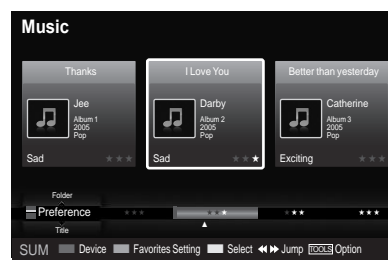 Music
Thanks
I Love You
Better than yesterday
Jee
Album 1
2005
Pop
Sad ★★★
Darby
Album 2
2005
Pop
Sad ★★★
Catherine
Album 3
2005
Pop
Exciting ★★★
Folder
Preference ★★★ ★★★ ★★★ ★★★
Title
SUM Device Favorites Setting Select ◄◄ ►► Jump TOOLS Option